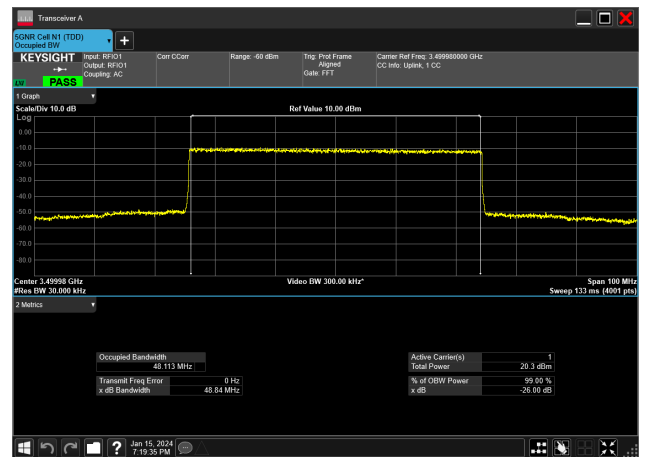 Transceiver A
5GNR Cell N1 (TDD)
Occupied BW
KEYSIGHT
Input: RFIO1
Output: RFIO1
Coupling: AC
Corr CCorr
Range: -60 dBm
Trig: Prot Frame
Aligned
Gate: FFT
Carrier Ref Freq: 3.499980000 GHz
CC Info: Uplink, 1 CC
PASS
1 Graph
Scale/Div 10.0 dB
Ref Value 10.00 dBm
Log
0.00
-10.0
-20.0
-30.0
-40.0
-50.0
-60.0
-70.0
-80.0
Center 3.49998 GHz
Video BW 300.00 kHz*
Span 100 MHz
#Res BW 30.000 kHz
Sweep 133 ms (4001 pts)
2 Metrics
Occupied Bandwidth
48.113 MHz
Active Carrier(s) 1
Total Power 20.3 dBm
Transmit Freq Error 0 Hz
x dB Bandwidth 48.84 MHz
% of OBW Power 99.00 %
x dB -26.00 dB
Jan 15, 2024
7:19:35 PM